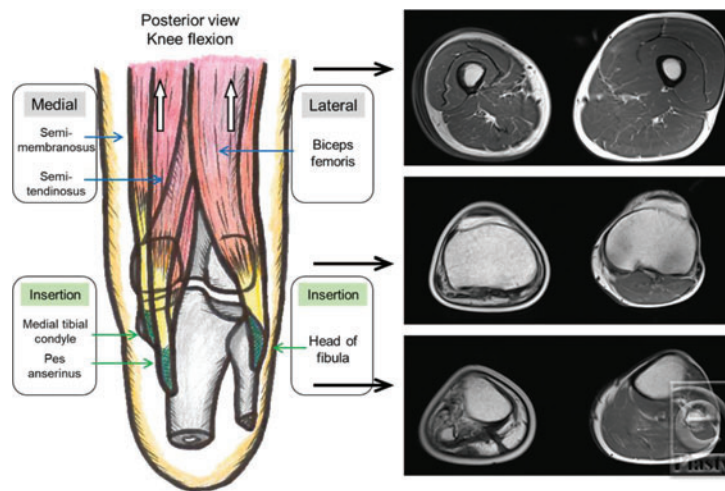 Posterior view
Knee flexion
Medial
Semi-
membranosus
Semi-
tendinosus
Lateral
Biceps
femoris
Insertion
Medial tibial
condyle
Pes
anserinus
Insertion
Head of
fibula